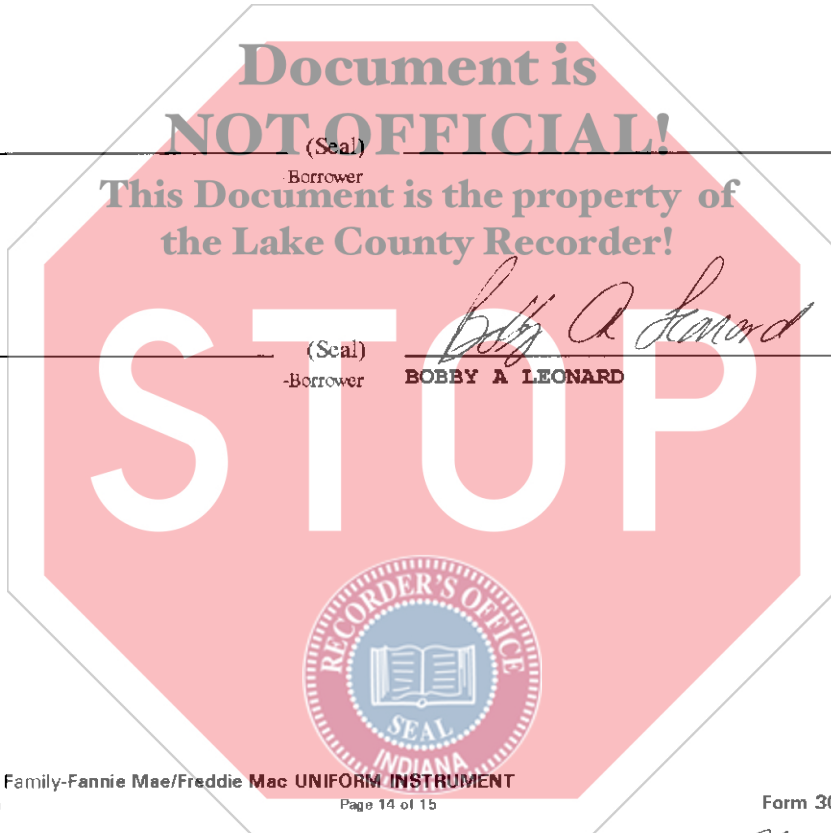 Document is
NOT OFFICIAL!
(Seal)
-Borrower
This Document is the property of
the Lake County Recorder!
Bobby A Leonard
(Seal)
-Borrower
BOBBY A LEONARD
STOP
RECORDER'S OFFICE
SEAL
INDIANA
Family-Fannie Mae/Freddie Mac UNIFORM INSTRUMENT
Page 14 of 15
Form 30